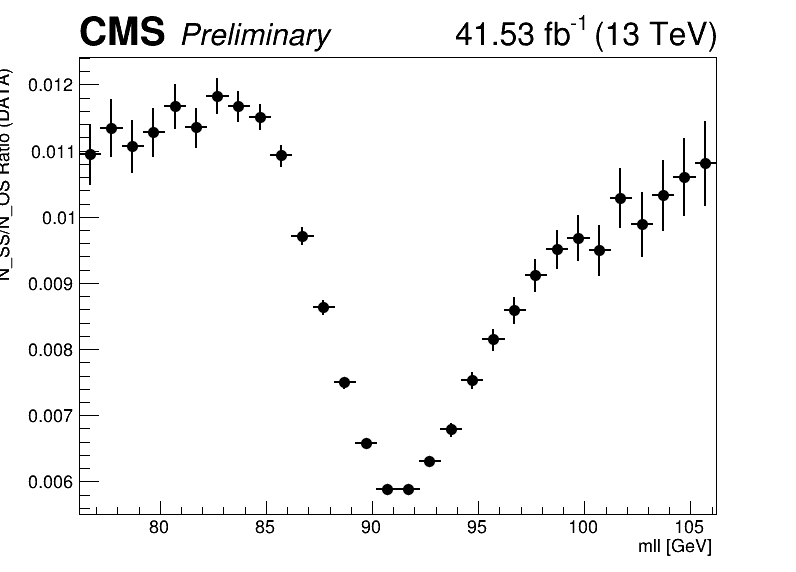 CMS Preliminary 41.53 fb⁻¹ (13 TeV)
N_SS/N_OS Ratio (DATA)
0.012
0.011
0.01
0.009
0.008
0.007
0.006
80 85 90 95 100 105
mll [GeV]